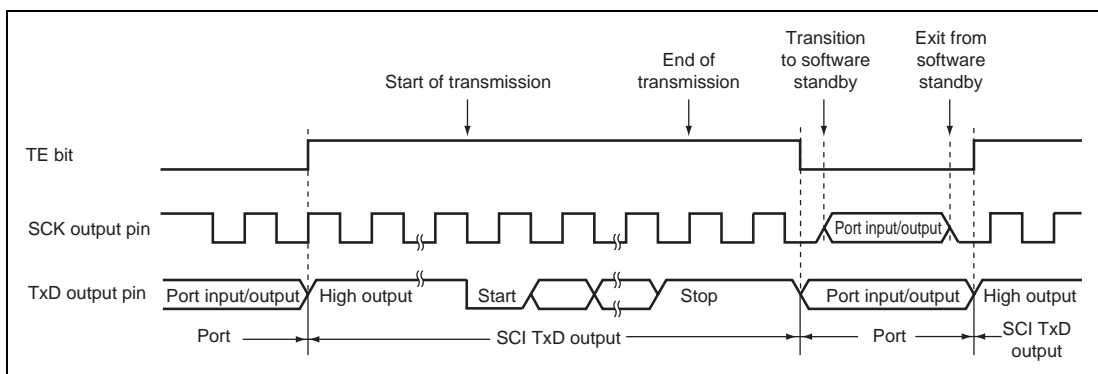 Transition
to software
standby
Exit from
software
standby
End of
transmission
Start of transmission
TE bit
SCK output pin
Port input/output
TxD output pin
Port input/output
High output
Start
Stop
Port input/output
High output
Port
SCI TxD output
Port
SCI TxD
output